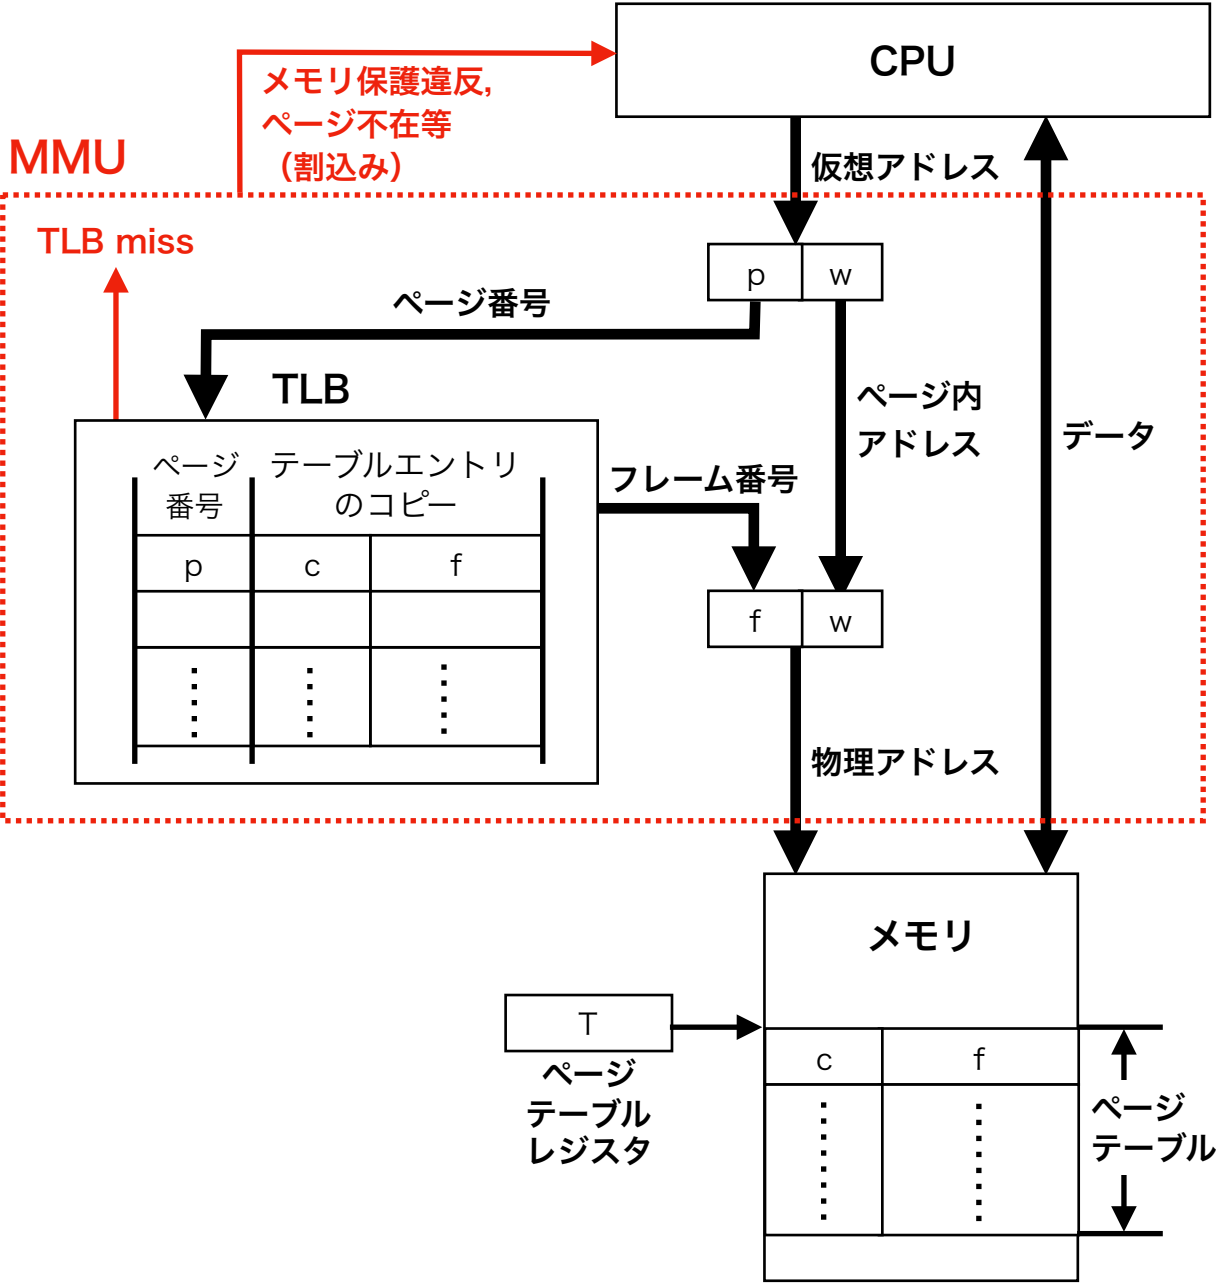 CPU
メモリ保護違反,
ページ不在等
（割込み）
MMU
仮想アドレス
TLB miss
p w
ページ番号
TLB
ページ内
アドレス
データ
ページ
番号
テーブルエントリ
のコピー
フレーム番号
p c f
f w
物理アドレス
メモリ
T
ページ
テーブル
レジスタ
c f
ページ
テーブル